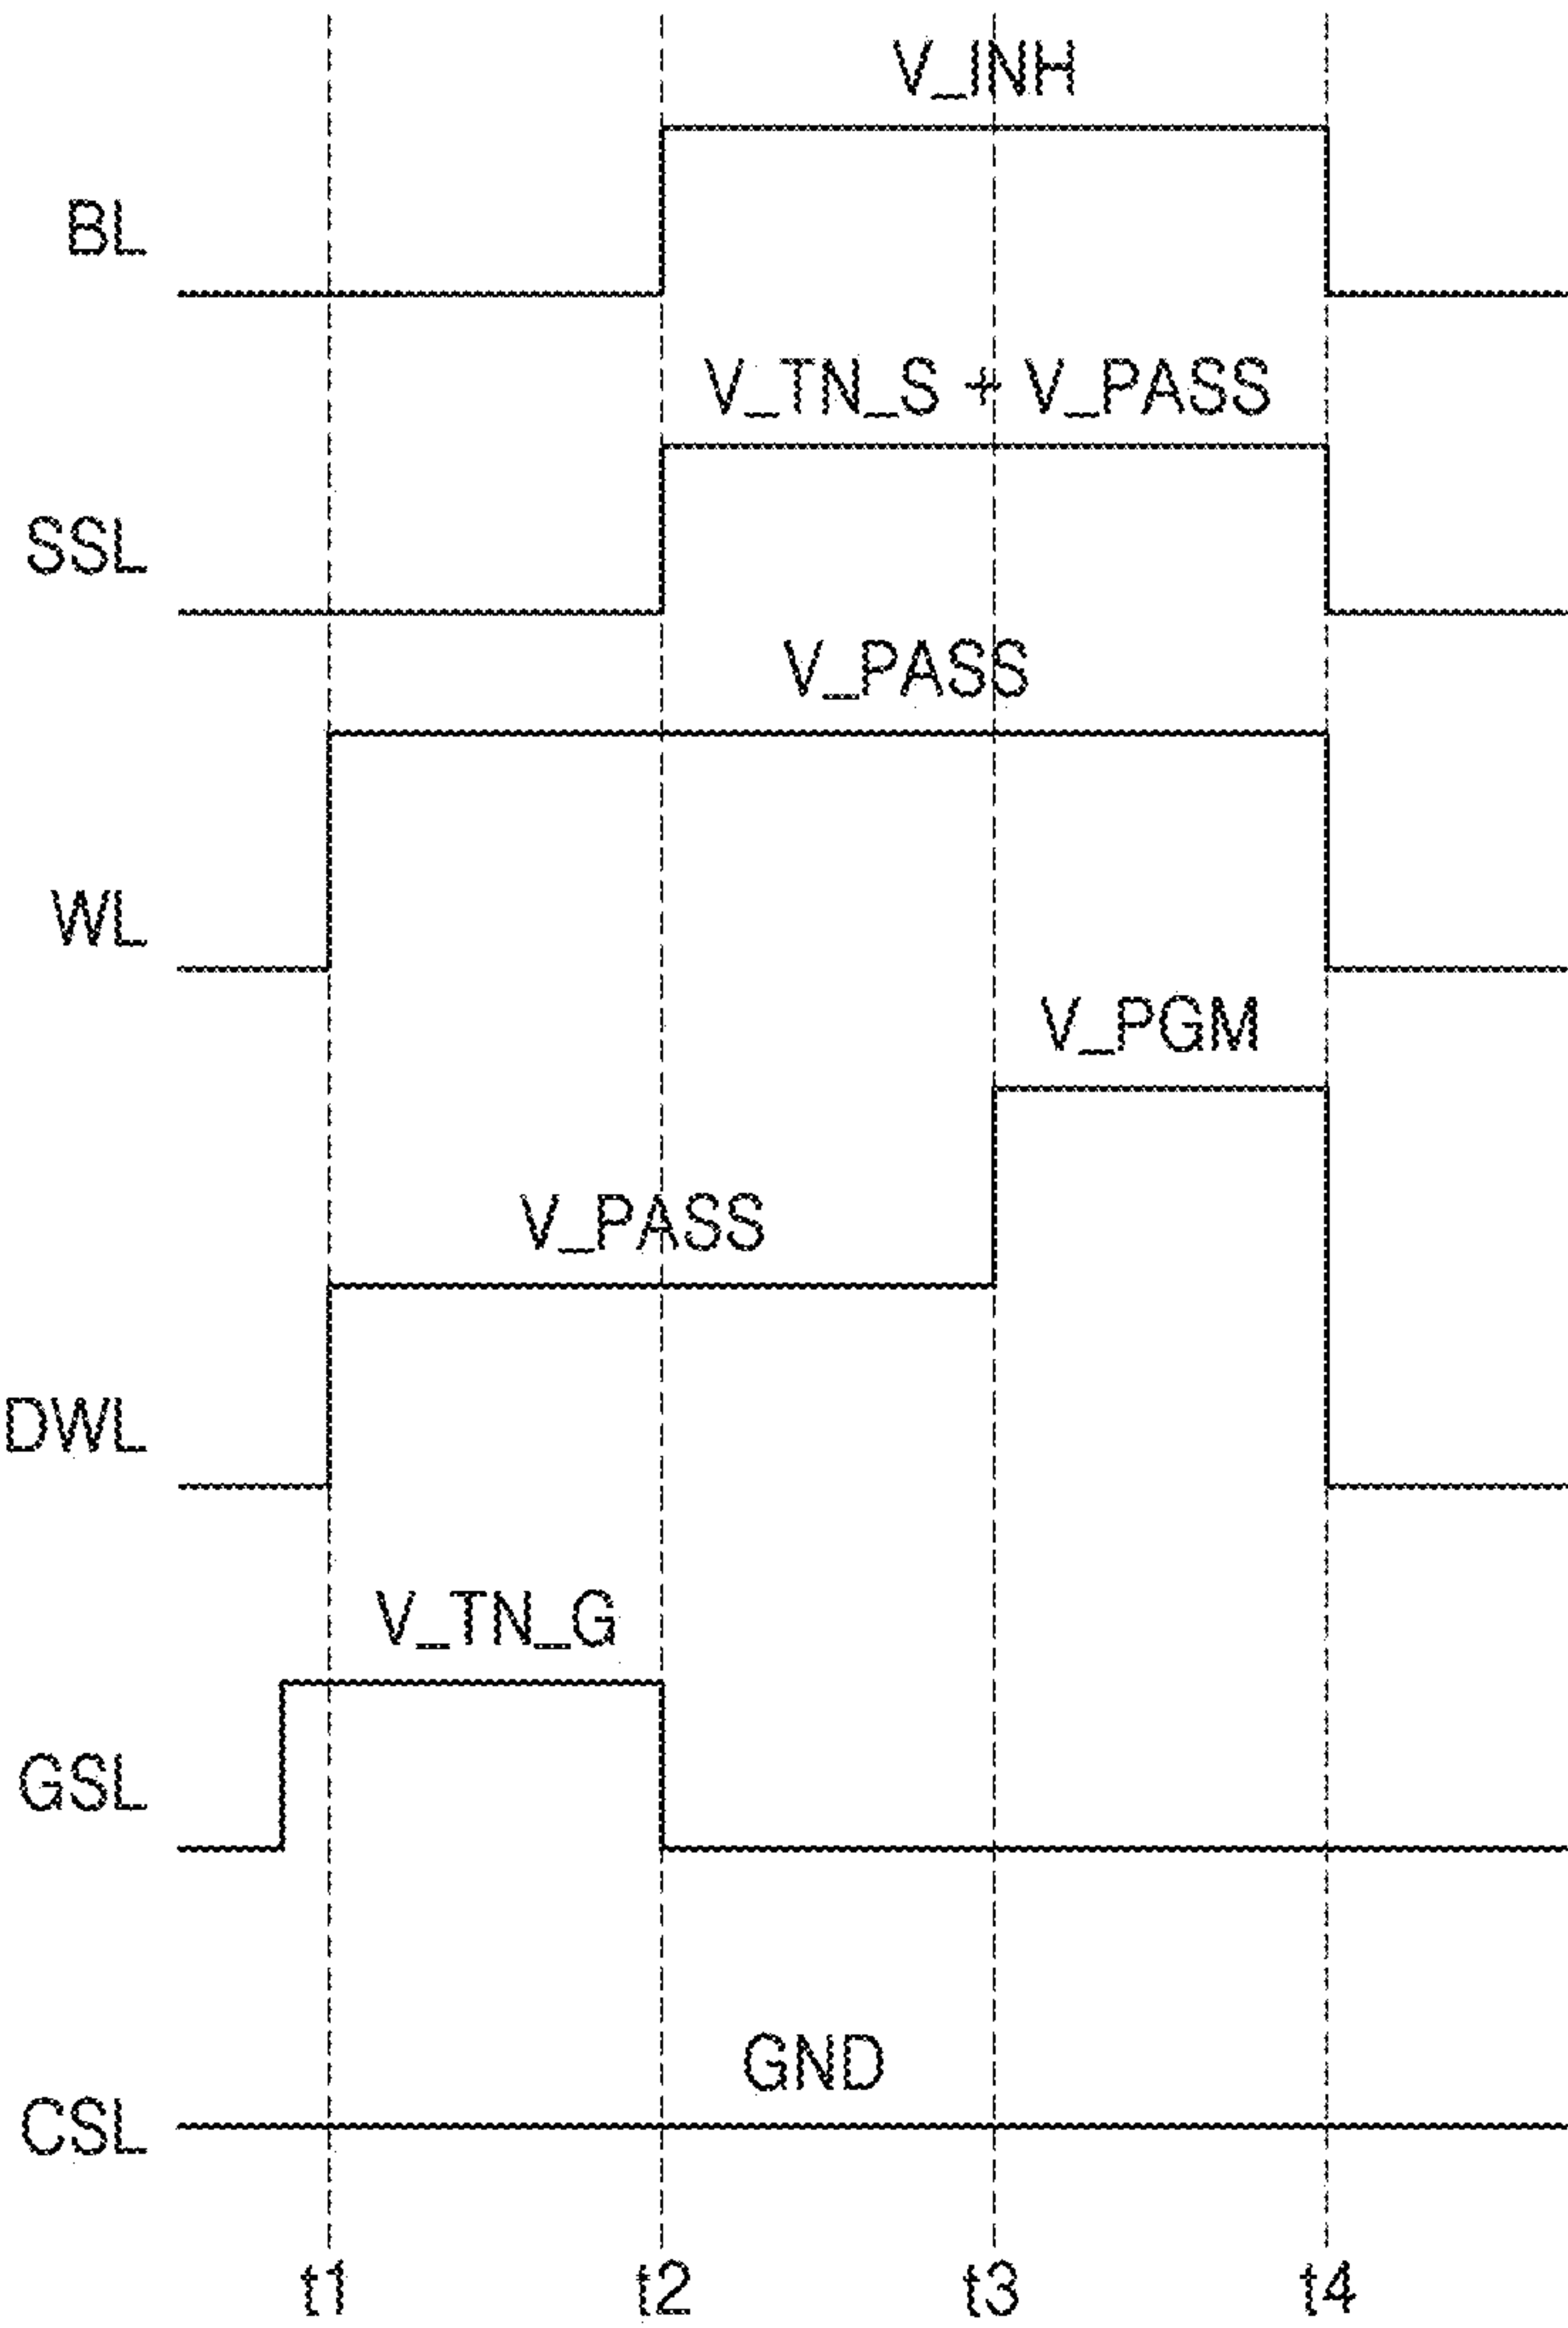 V_INH
BL
V_TN_S + V_PASS
SSL
V_PASS
WL
V_PGM
V_PASS
DWL
V_TN_G
GSL
GND
CSL
t1 t2 t3 t4